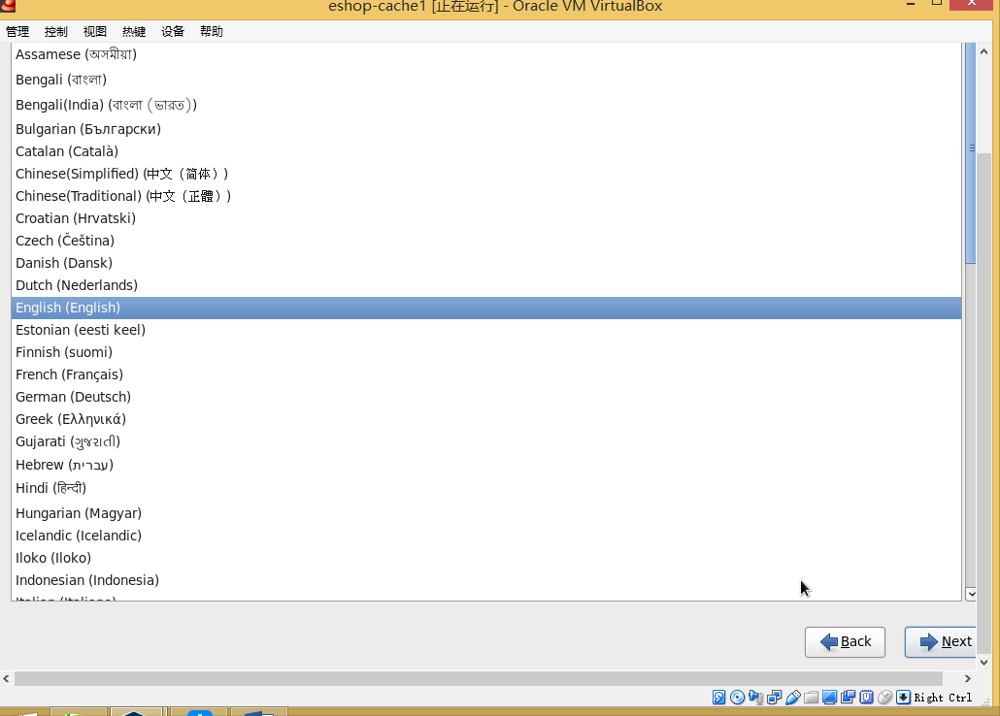 eshop-cache1 [正在运行] - Oracle VM VirtualBox
管理 控制 视图 热键 设备 帮助
Assamese (অসমীয়া)
Bengali (বাংলা)
Bengali(India) (বাংলা (ভারত))
Bulgarian (Български)
Catalan (Català)
Chinese(Simplified) (中文（简体）)
Chinese(Traditional) (中文（正體）)
Croatian (Hrvatski)
Czech (Čeština)
Danish (Dansk)
Dutch (Nederlands)
English (English)
Estonian (eesti keel)
Finnish (suomi)
French (Français)
German (Deutsch)
Greek (Ελληνικά)
Gujarati (ગુજરાતી)
Hebrew (עברית)
Hindi (हिन्दी)
Hungarian (Magyar)
Icelandic (Icelandic)
Iloko (Iloko)
Indonesian (Indonesia)
Italian (Italiano)
Back Next
Right Ctrl